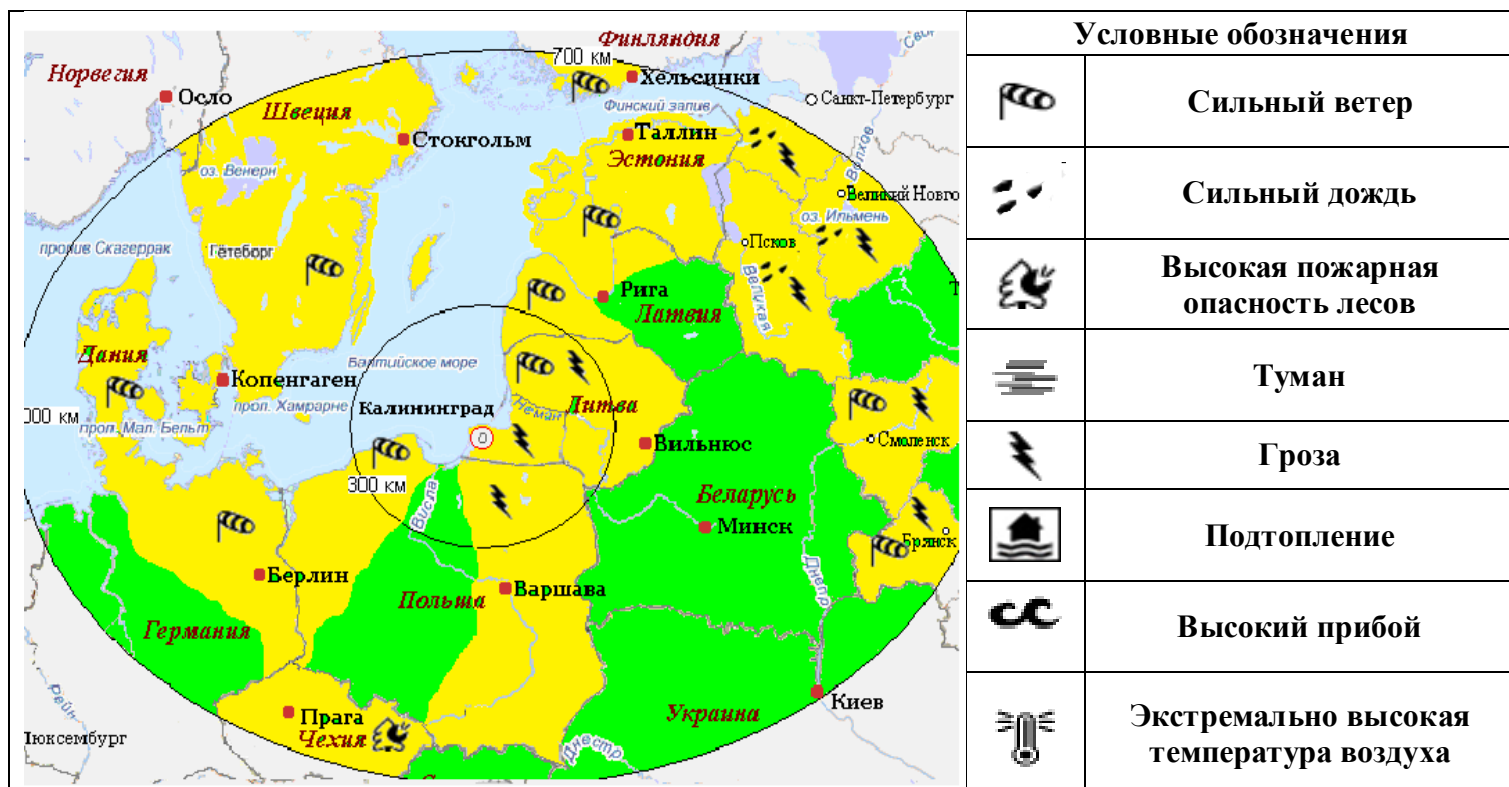 Финляндия
700 км
Свирь
Норвегия
Хельсинки
Осло
Санкт-Петербург
Швеция
Финский залив
Таллин
Стокгольм
Эстония
Волхов
оз. Венерн
Великий Новго
оз. Ильмень
пролив Скагеррак
Гётеборг
Псков
Великая
Рига
Латвия
Дания
Балтийское море
Копенгаген
000 км
проп. Хамрарне
Калининград
Неман
Литва
проп. Мал. Бельт
Смоленск
Вильнюс
300 км
Висла
Беларусь
Минск
Брянск
Днепр
Берлин
Польша
Варшава
Германия
Рейн
Киев
Прага
Украина
Чехия
Люксембург
Днестр
Условные обозначения
Сильный ветер
Сильный дождь
Высокая пожарная
опасность лесов
Туман
Гроза
Подтопление
Высокий прибой
Экстремально высокая
температура воздуха